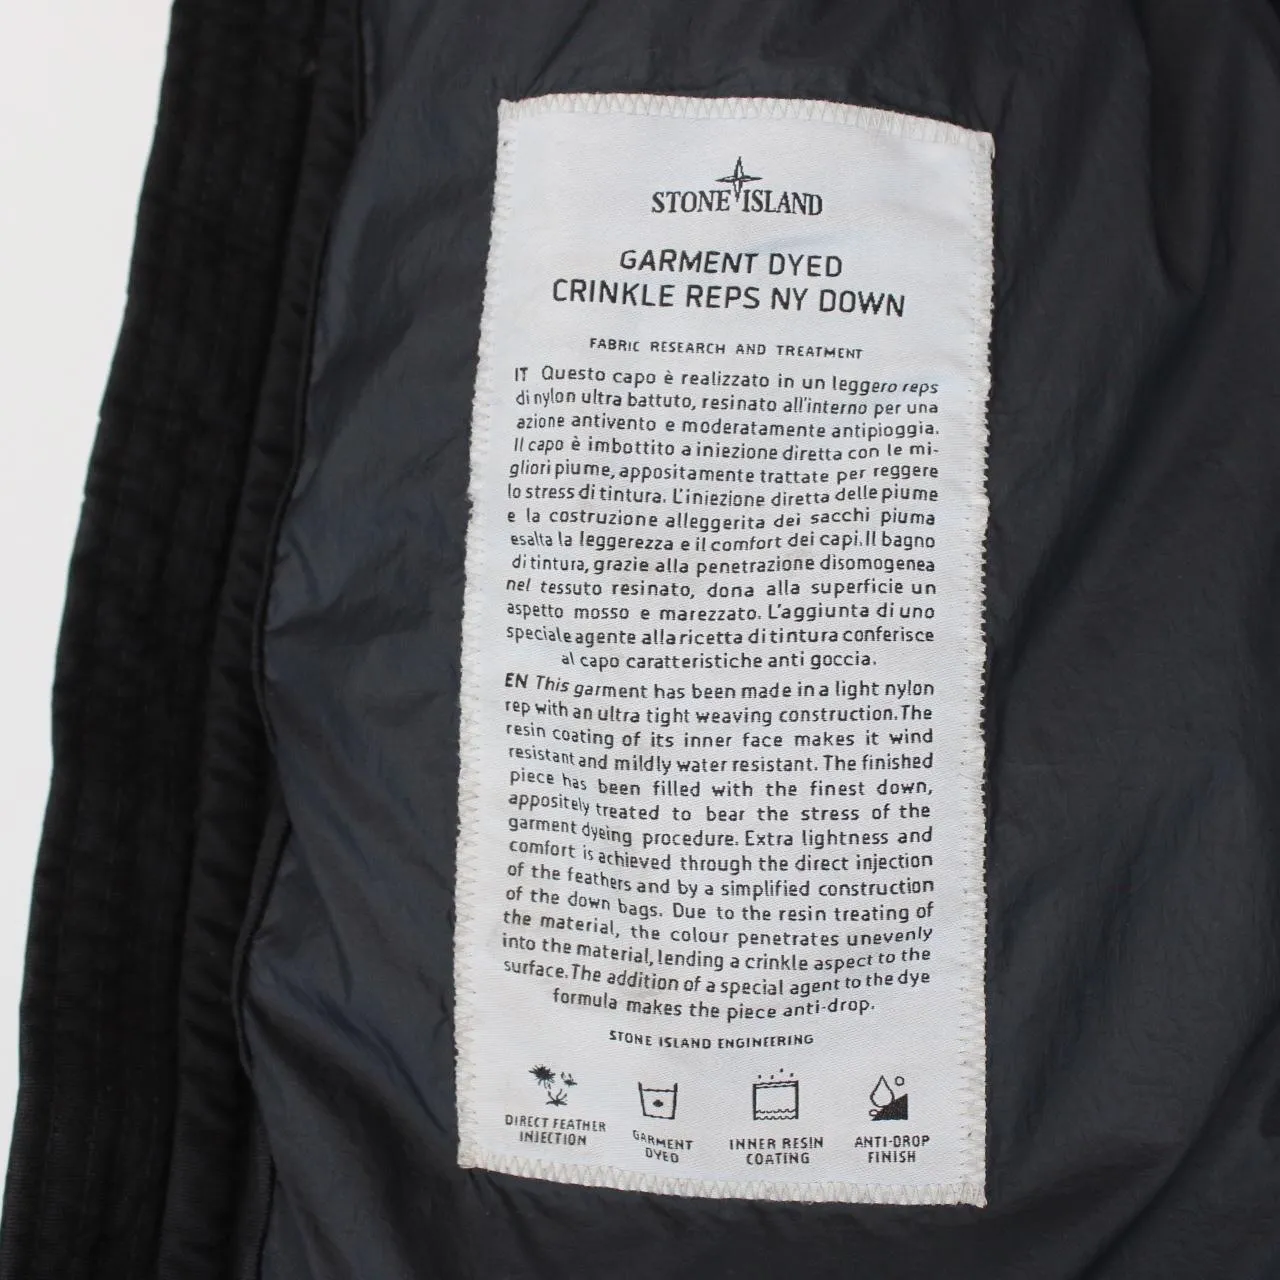 STONE ISLAND
GARMENT DYED
CRINKLE REPS NY DOWN
FABRIC RESEARCH AND TREATMENT
IT Questo capo è realizzato in un leggero reps
di nylon ultra battuto, resinato all'interno per una
azione antivento e moderatamente antipioggia.
Il capo è imbottito a iniezione diretta con le mi-
gliori piume, appositamente trattate per reggere
lo stress di tintura. L'iniezione diretta delle piume
e la costruzione alleggerita dei sacchi piuma
esalta la leggerezza e il comfort dei capi. Il bagno
di tintura, grazie alla penetrazione disomogenea
nel tessuto resinato, dona alla superficie un
aspetto mosso e marezzato. L'aggiunta di uno
speciale agente alla ricetta di tintura conferisce
al capo caratteristiche anti goccia.
EN This garment has been made in a light nylon
rep with an ultra tight weaving construction. The
resin coating of its inner face makes it wind
resistant and mildly water resistant. The finished
piece has been filled with the finest down,
appositely treated to bear the stress of the
garment dyeing procedure. Extra lightness and
comfort is achieved through the direct injection
of the feathers and by a simplified construction
of the down bags. Due to the resin treating of
the material, the colour penetrates unevenly
into the material, lending a crinkle aspect to the
surface. The addition of a special agent to the dye
formula makes the piece anti-drop.
STONE ISLAND ENGINEERING
DIRECT FEATHER
INJECTION
GARMENT
DYED
INNER RESIN
COATING
ANTI-DROP
FINISH